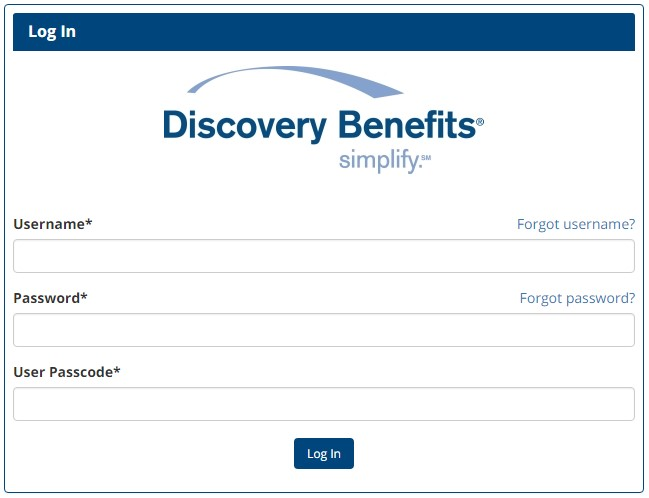 Log In
Discovery Benefits®
simplify.℠
Username*
Forgot username?
Password*
Forgot password?
User Passcode*
Log In